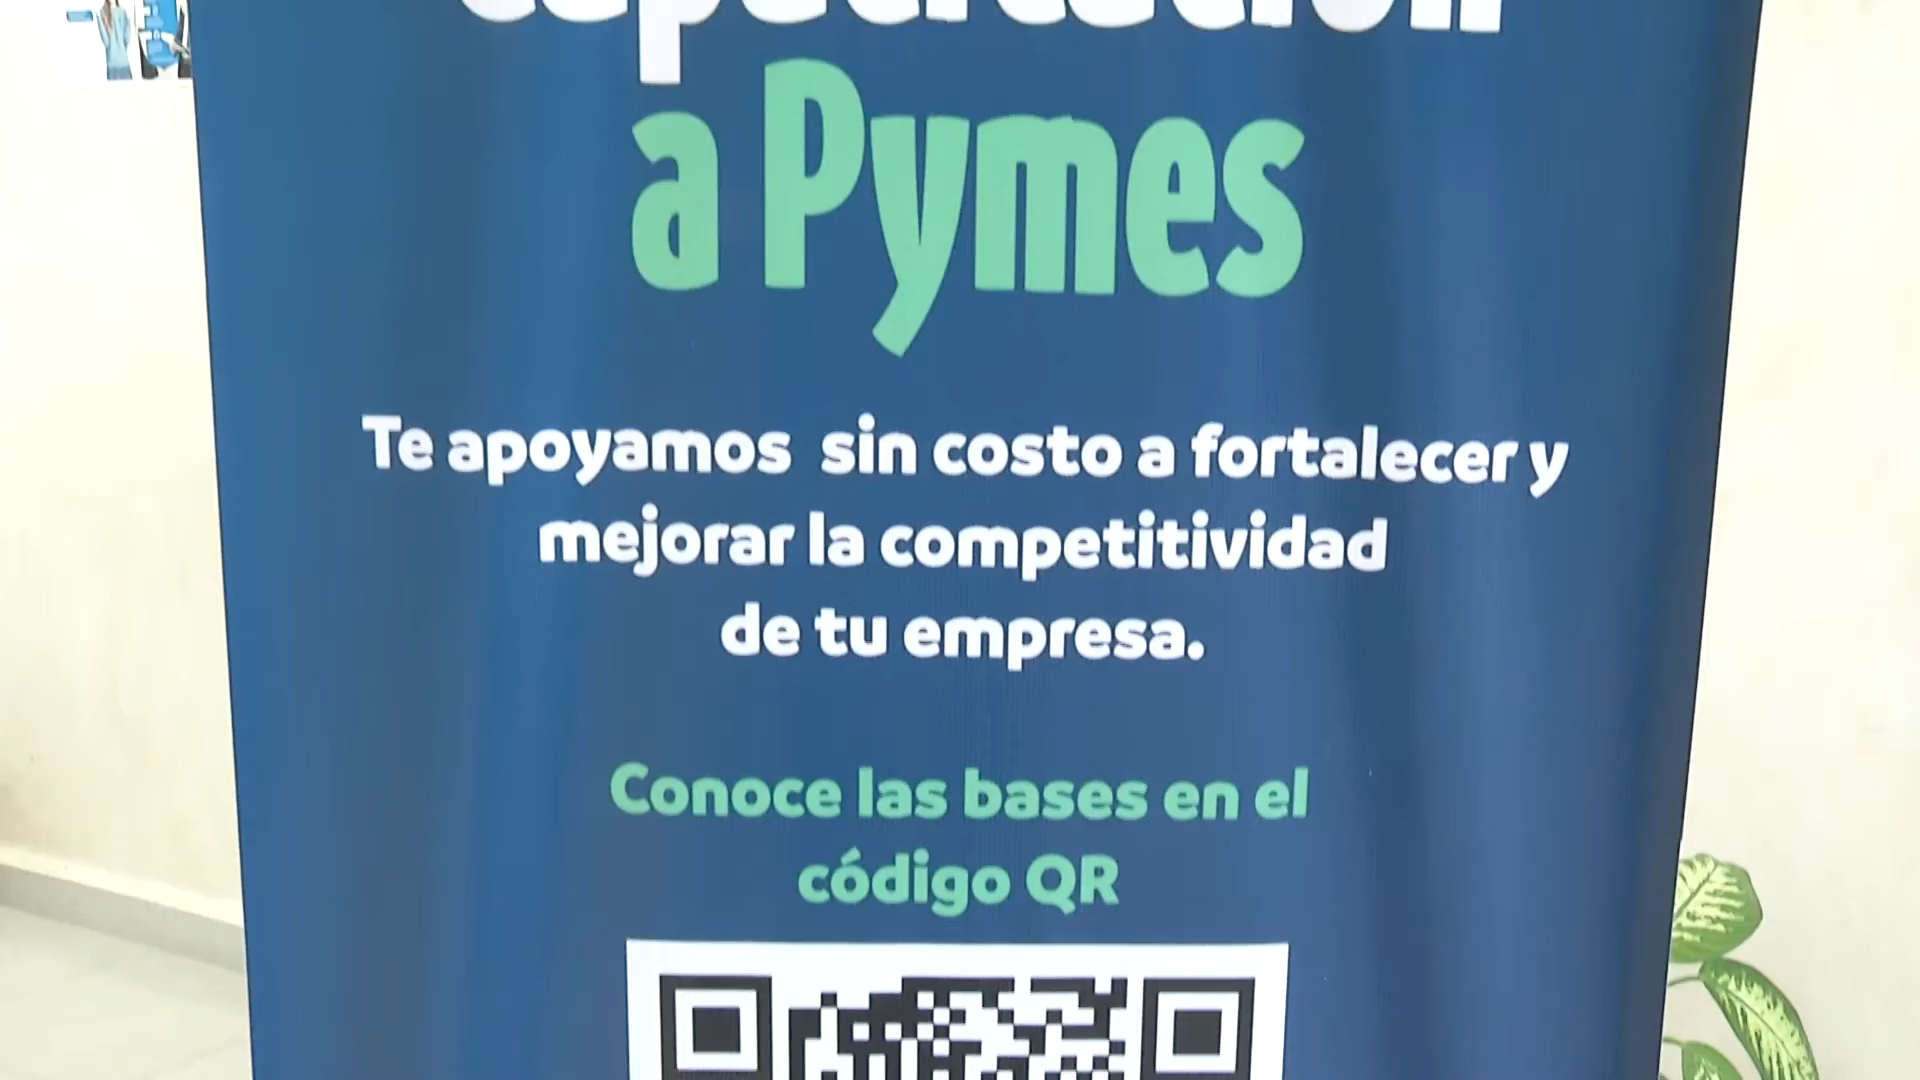 Capacitación
a Pymes
Te apoyamos sin costo a fortalecer y
mejorar la competitividad
de tu empresa.
Conoce las bases en el
código QR